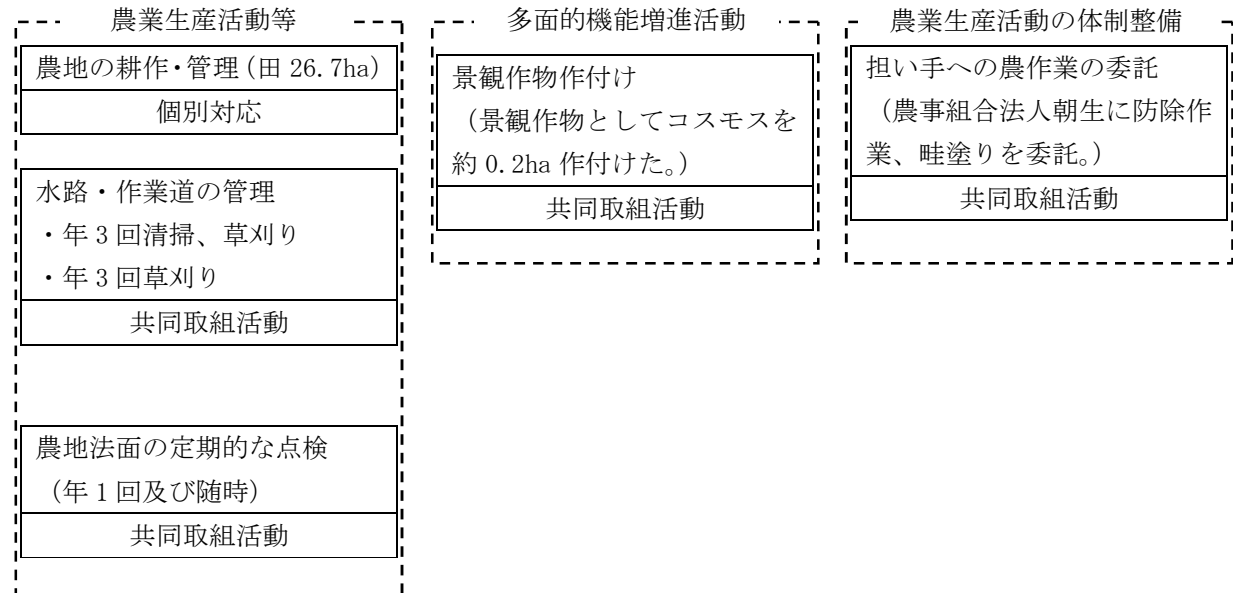 農業生産活動等
農地の耕作・管理（田 26.7ha）
個別対応
水路・作業道の管理
・年 3 回清掃、草刈り
・年 3 回草刈り
共同取組活動
農地法面の定期的な点検
（年 1 回及び随時）
共同取組活動
多面的機能増進活動
景観作物作付け
（景観作物としてコスモスを
約 0.2ha 作付けた。）
共同取組活動
農業生産活動の体制整備
担い手への農作業の委託
（農事組合法人朝生に防除作
業、畦塗りを委託。）
共同取組活動